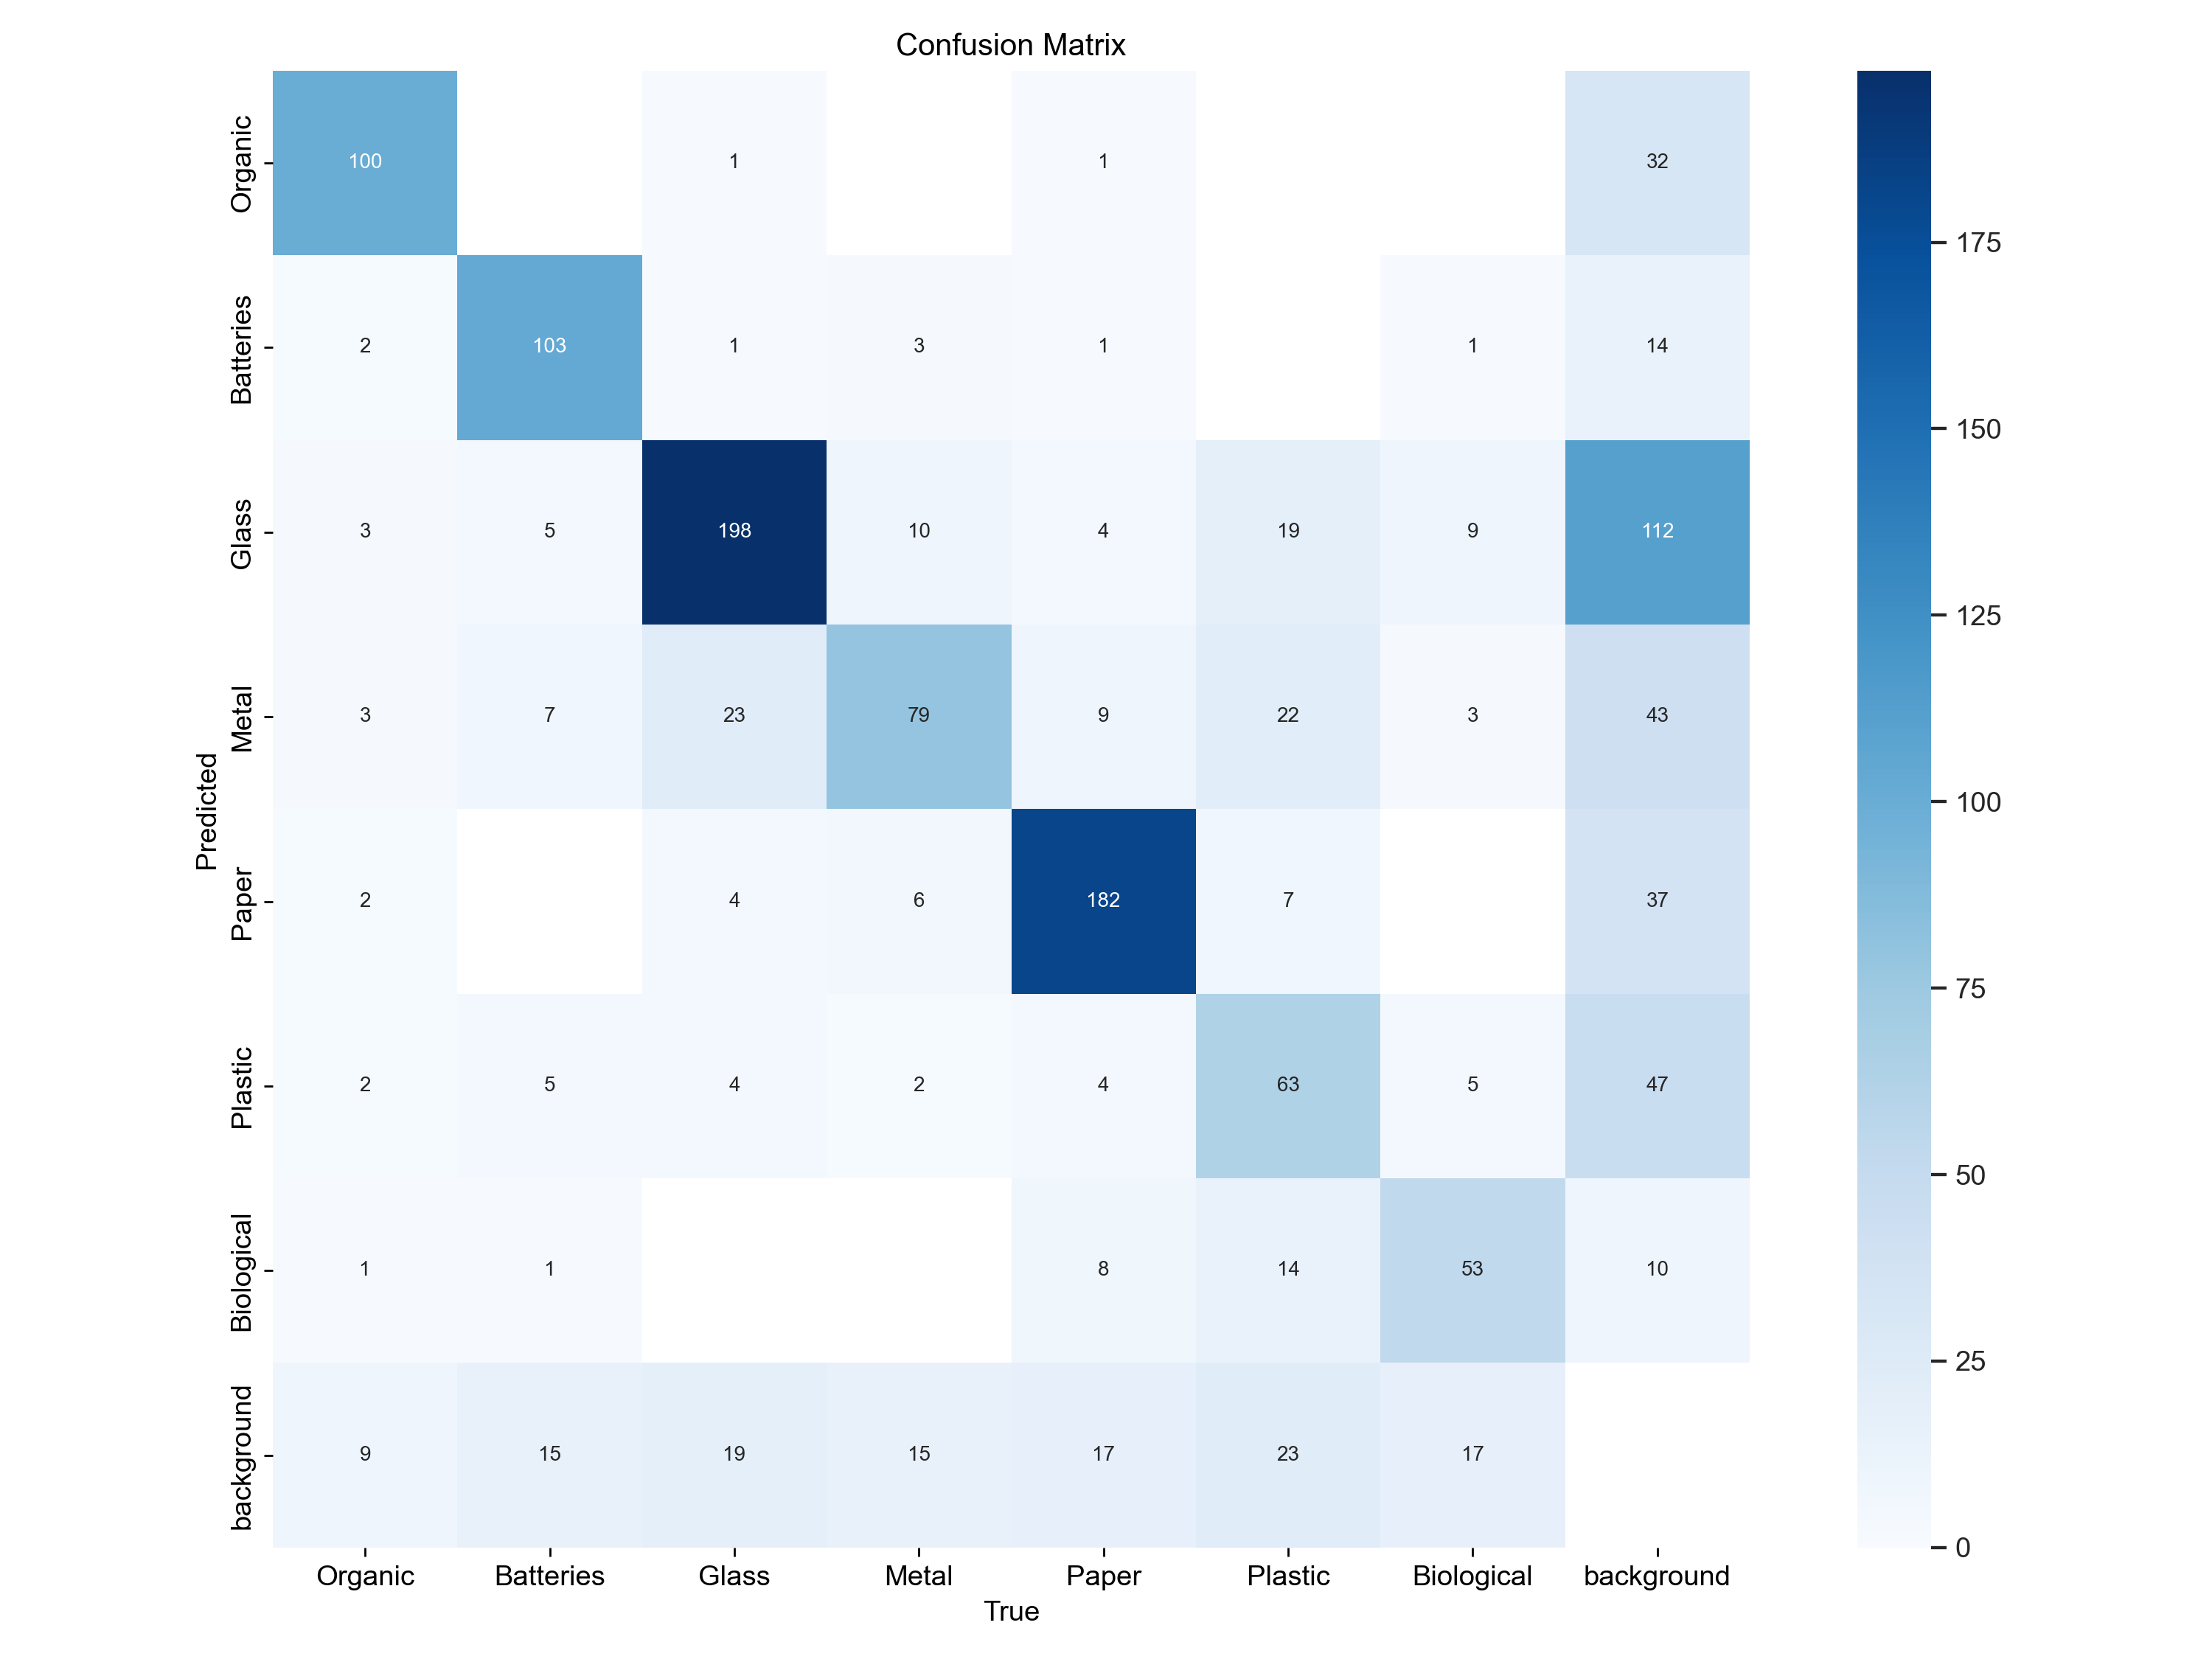 Confusion Matrix
Organic 100 1 1 32
Batteries 2 103 1 3 1 1 14
Glass 3 5 198 10 4 19 9 112
Metal 3 7 23 79 9 22 3 43
Paper 2 4 6 182 7 37
Plastic 2 5 4 2 4 63 5 47
Biological 1 1 8 14 53 10
background 9 15 19 15 17 23 17
Predicted
Organic Batteries Glass Metal Paper Plastic Biological background
True
175
150
125
100
75
50
25
0